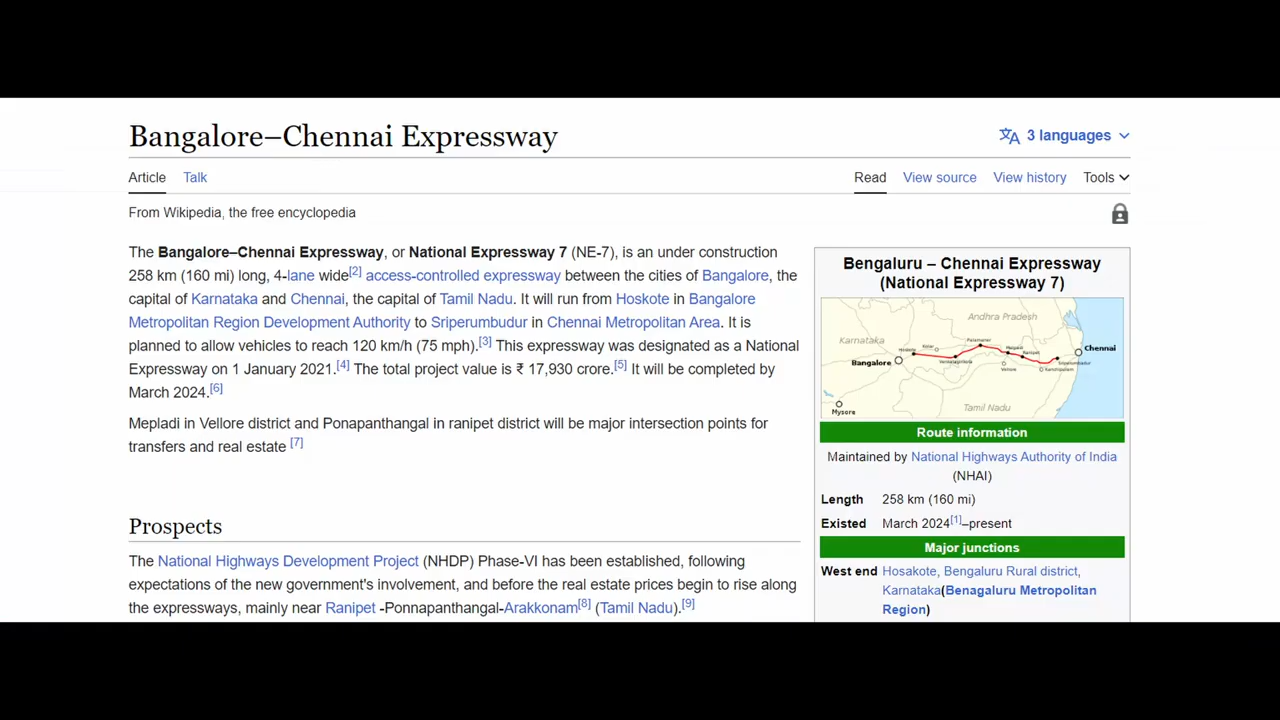 Bangalore–Chennai Expressway
3 languages
Article Talk
Read View source View history Tools
From Wikipedia, the free encyclopedia
The Bangalore–Chennai Expressway, or National Expressway 7 (NE-7), is an under construction
258 km (160 mi) long, 4-lane wide[2] access-controlled expressway between the cities of Bangalore, the
capital of Karnataka and Chennai, the capital of Tamil Nadu. It will run from Hoskote in Bangalore
Metropolitan Region Development Authority to Sriperumbudur in Chennai Metropolitan Area. It is
planned to allow vehicles to reach 120 km/h (75 mph).[3] This expressway was designated as a National
Expressway on 1 January 2021.[4] The total project value is ₹ 17,930 crore.[5] It will be completed by
March 2024.[6]
Mepladi in Vellore district and Ponapanthangal in ranipet district will be major intersection points for
transfers and real estate [7]
Prospects
The National Highways Development Project (NHDP) Phase-VI has been established, following
expectations of the new government's involvement, and before the real estate prices begin to rise along
the expressways, mainly near Ranipet -Ponnapanthangal-Arakkonam[8] (Tamil Nadu).[9]
Bengaluru – Chennai Expressway
(National Expressway 7)
Andhra Pradesh
Karnataka
Hoskote
Kolar
Palamaner
Melpadi
Ranipet
Chennai
Bangalore
Vellore
Kanchipuram
Tamil Nadu
Mysore
Route information
Maintained by National Highways Authority of India
(NHAI)
Length 258 km (160 mi)
Existed March 2024[1]–present
Major junctions
West end Hosakote, Bengaluru Rural district,
Karnataka(Benagaluru Metropolitan
Region)